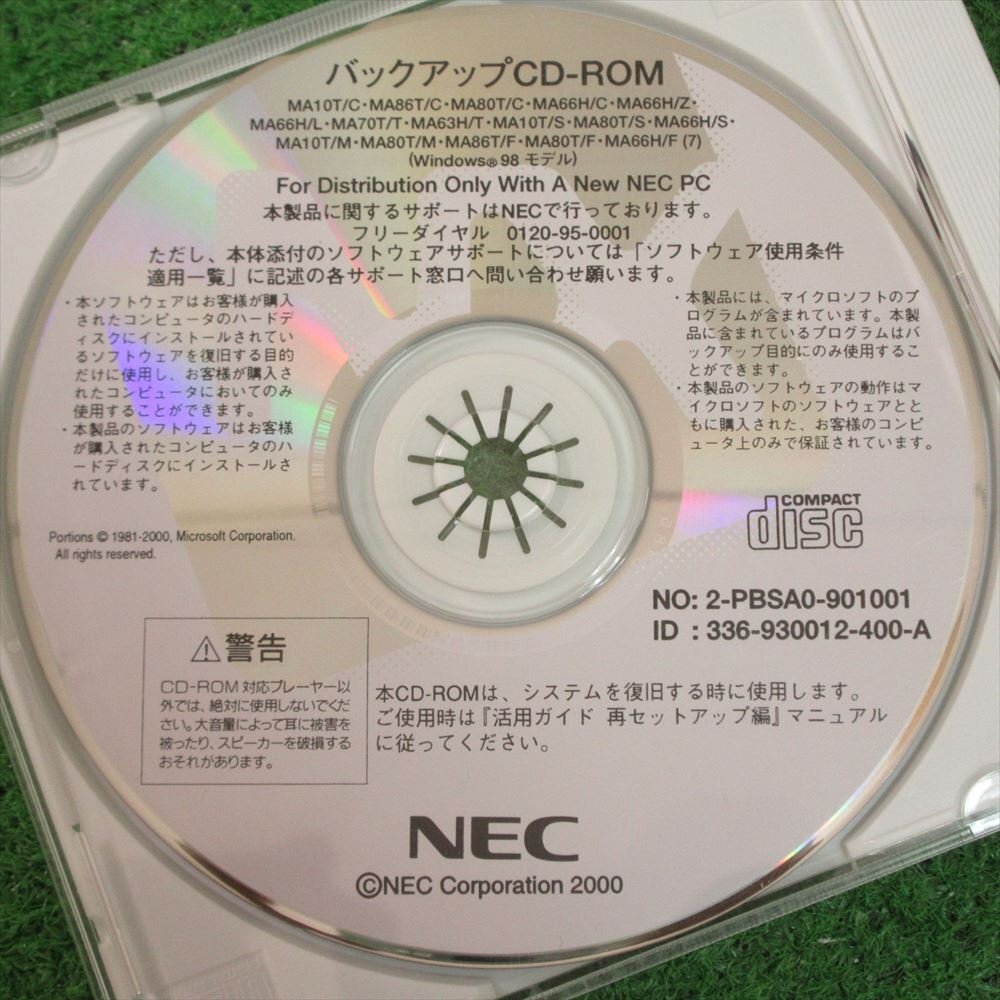 バックアップCD-ROM
MA10T/C・MA86T/C・MA80T/C・MA66H/C・MA66H/Z・
MA66H/L・MA70T/T・MA63H/T・MA10T/S・MA80T/S・MA66H/S・
MA10T/M・MA80T/M・MA86T/F・MA80T/F・MA66H/F (7)
(Windows® 98 モデル)
For Distribution Only With A New NEC PC
本製品に関するサポートはNECで行っております。
フリーダイヤル 0120-95-0001
ただし、本体添付のソフトウェアサポートについては「ソフトウェア使用条件
適用一覧」に記述の各サポート窓口へ問い合わせ願います。
・本ソフトウェアはお客様が購入
されたコンピュータのハードデ
ィスクにインストールされてい
るソフトウェアを復旧する目的
だけに使用し、お客様が購入さ
れたコンピュータにおいてのみ
使用することができます。
・本製品のソフトウェアはお客様
が購入されたコンピュータのハ
ードディスクにインストールさ
れています。
・本製品には、マイクロソフトのプ
ログラムが含まれています。本製
品に含まれているプログラムはバ
ックアップ目的にのみ使用するこ
とができます。
・本製品のソフトウェアの動作はマ
イクロソフトのソフトウェアとと
もに購入された、お客様のコンピ
ュータ上のみで保証されています。
Portions © 1981-2000, Microsoft Corporation.
All rights reserved.
COMPACT
disc
NO: 2-PBSA0-901001
ID : 336-930012-400-A
⚠警告
CD-ROM対応プレーヤー以
外では、絶対に使用しないでくだ
さい。大音量によって耳に被害を
被ったり、スピーカーを破損する
おそれがあります。
本CD-ROMは、システムを復旧する時に使用します。
ご使用時は『活用ガイド 再セットアップ編』マニュアル
に従ってください。
NEC
©NEC Corporation 2000